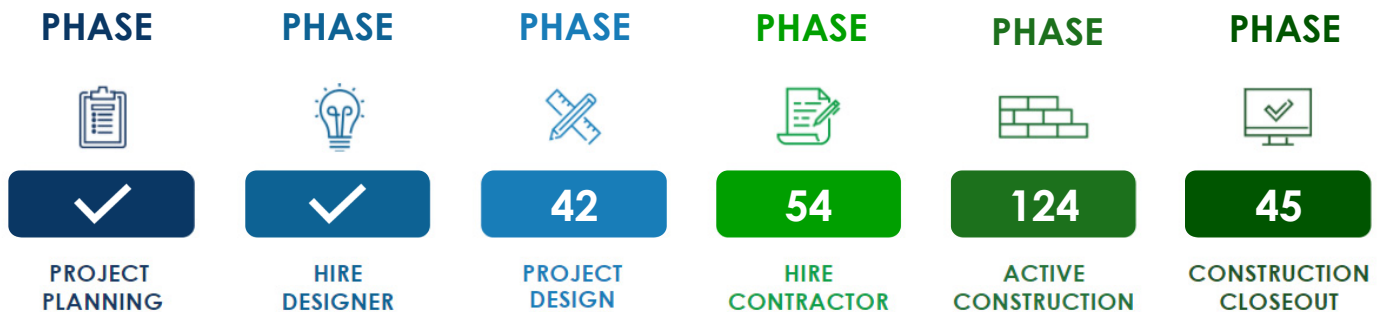 PHASE PHASE PHASE PHASE PHASE PHASE
42 54 124 45
PROJECT PLANNING
HIRE DESIGNER
PROJECT DESIGN
HIRE CONTRACTOR
ACTIVE CONSTRUCTION
CONSTRUCTION CLOSEOUT